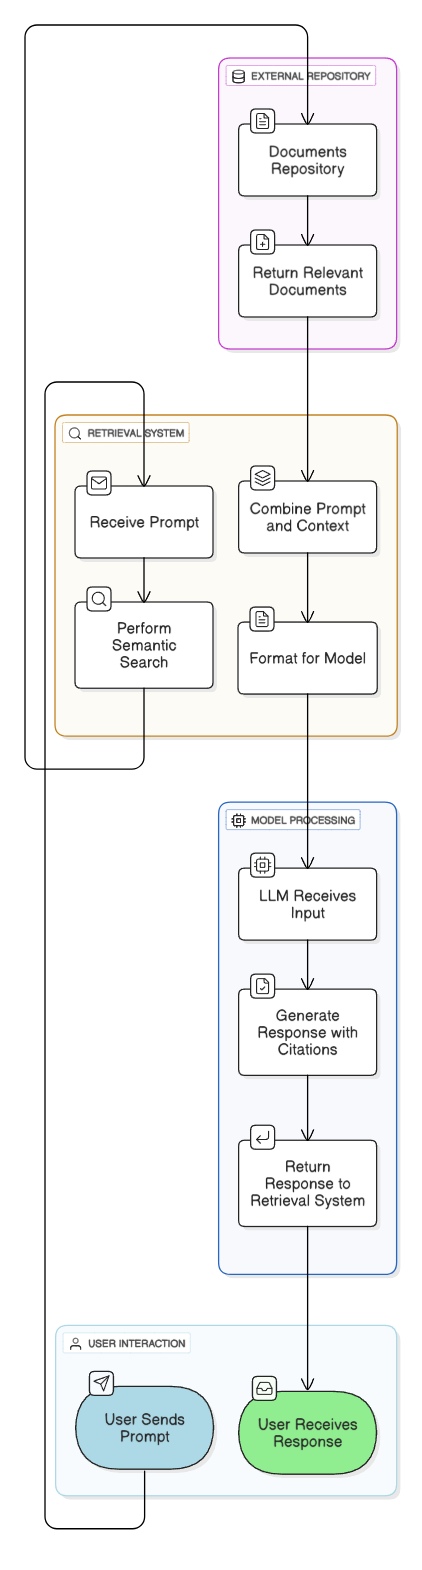 EXTERNAL REPOSITORY
Documents
Repository
Return Relevant
Documents
RETRIEVAL SYSTEM
Receive Prompt
Perform
Semantic
Search
Combine Prompt
and Context
Format for Model
MODEL PROCESSING
LLM Receives
Input
Generate
Response with
Citations
Return
Response to
Retrieval System
USER INTERACTION
User Sends
Prompt
User Receives
Response